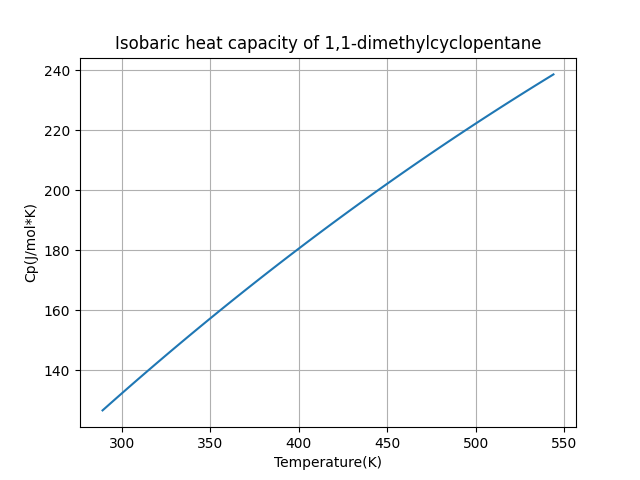 Isobaric heat capacity of 1,1-dimethylcyclopentane
240
220
200
180
160
140
Cp(J/mol*K)
300 350 400 450 500 550
Temperature(K)